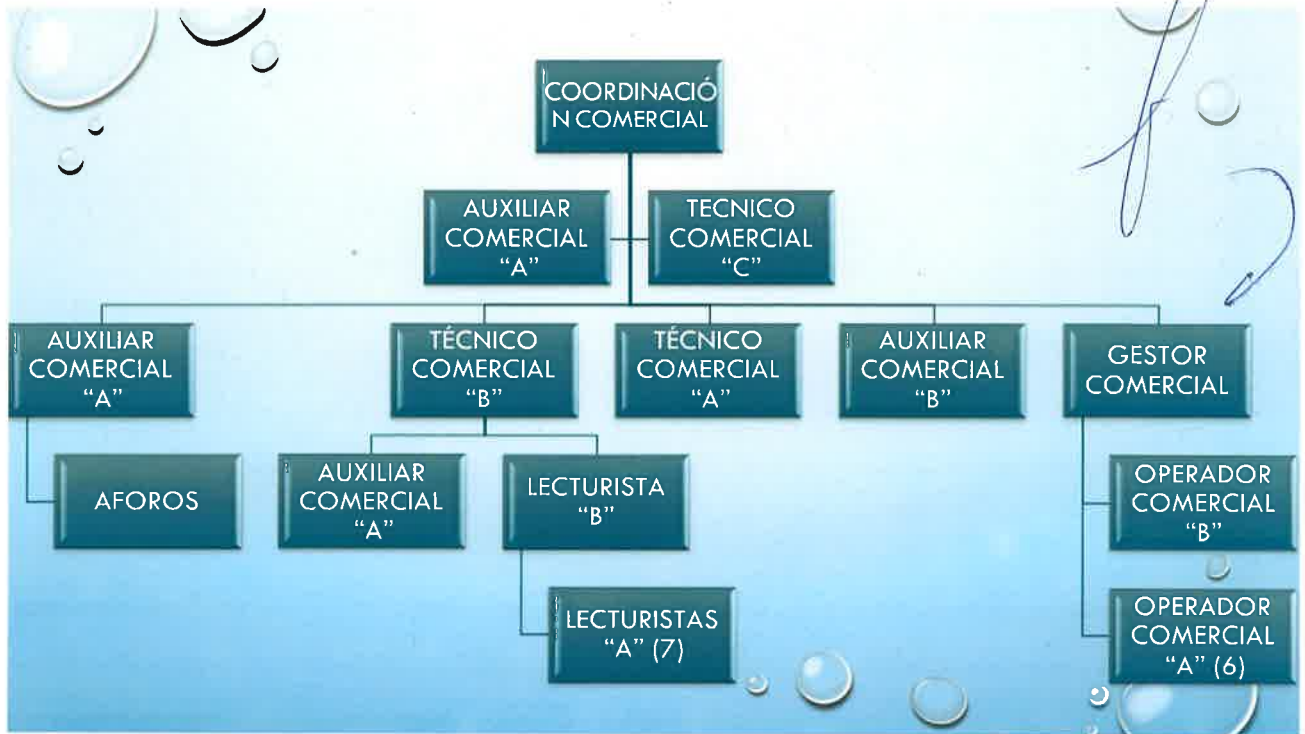 COORDINACIÓ
N COMERCIAL
AUXILIAR
COMERCIAL
“A”
TECNICO
COMERCIAL
“C”
AUXILIAR
COMERCIAL
“A”
TÉCNICO
COMERCIAL
“B”
TÉCNICO
COMERCIAL
“A”
AUXILIAR
COMERCIAL
“B”
GESTOR
COMERCIAL
AFOROS
AUXILIAR
COMERCIAL
“A”
LECTURISTA
“B”
OPERADOR
COMERCIAL
“B”
LECTURISTAS
“A” (7)
OPERADOR
COMERCIAL
“A” (6)